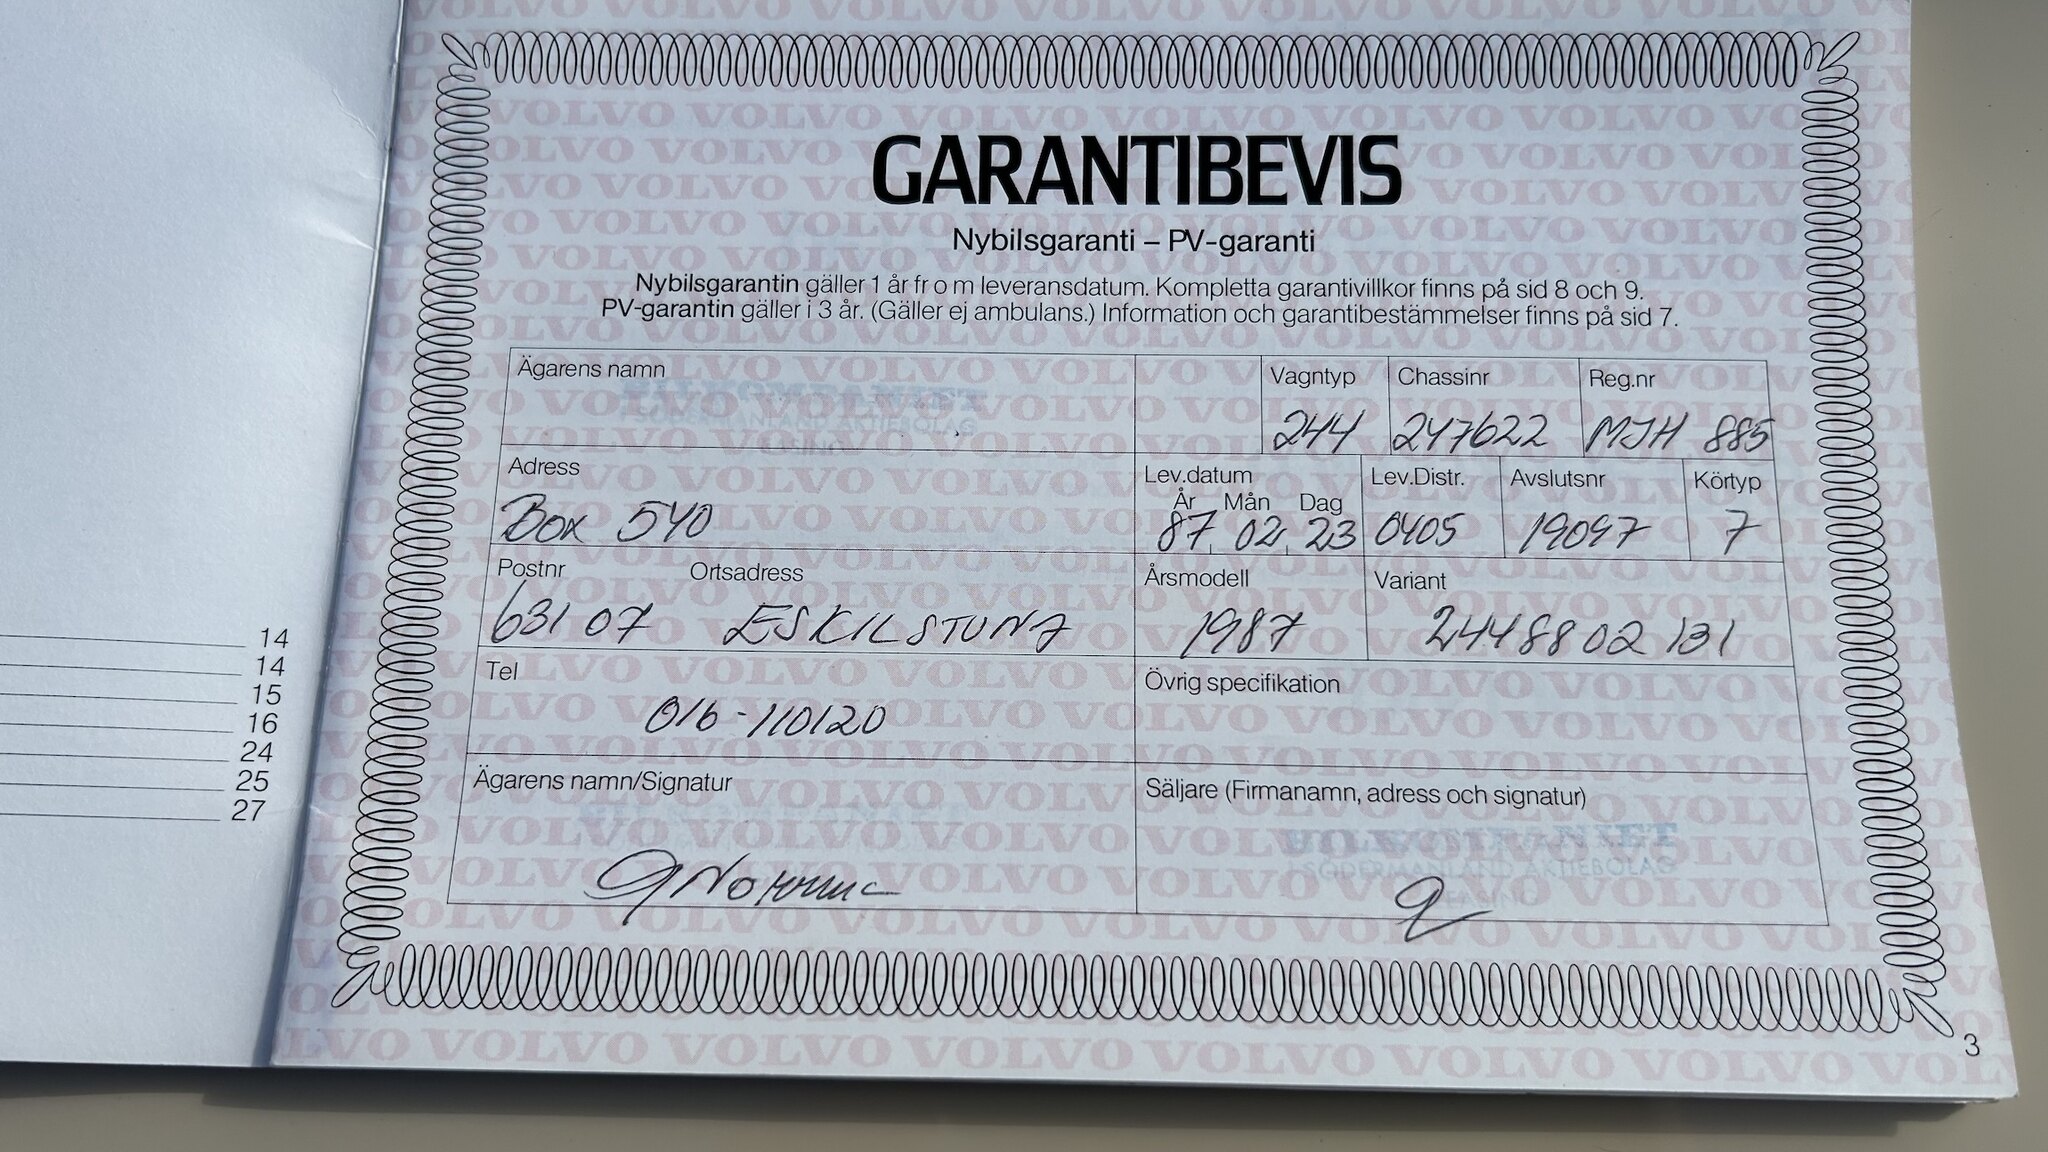 GARANTIBEVIS
Nybilsgaranti – PV-garanti
Nybilsgarantin gäller 1 år fr o m leveransdatum. Kompletta garantivillkor finns på sid 8 och 9.
PV-garantin gäller i 3 år. (Gäller ej ambulans.) Information och garantibestämmelser finns på sid 7.
Ägarens namn Vagntyp Chassinr Reg.nr
BILKOMPANIET
SÖDERMANLAND AKTIEBOLAG
244 247622 MJH 885
Adress Lev.datum Lev.Distr. Avslutsnr Körtyp
År Mån Dag
Box 540 87 02 23 0405 19097 7
Postnr Ortsadress Årsmodell Variant
631 07 ESKILSTUNA 1987 2448802 131
Tel Övrig specifikation
016-110120
Ägarens namn/Signatur Säljare (Firmanamn, adress och signatur)
BILKOMPANIET
SÖDERMANLAND AKTIEBOLAG
14
14
15
16
24
25
27
3